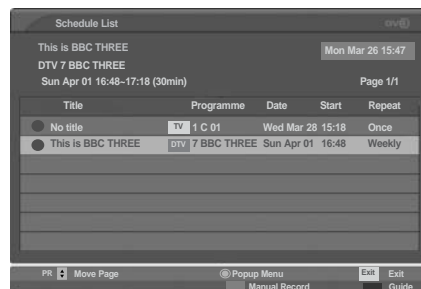 Schedule List
This is BBC THREE Mon Mar 26 15:47
DTV 7 BBC THREE
Sun Apr 01 16:48~17:18 (30min) Page 1/1
Title Programme Date Start Repeat
No title TV 1 C 01 Wed Mar 28 15:18 Once
This is BBC THREE DTV 7 BBC THREE Sun Apr 01 16:48 Weekly
PR Move Page Popup Menu Exit Exit
Manual Record Guide